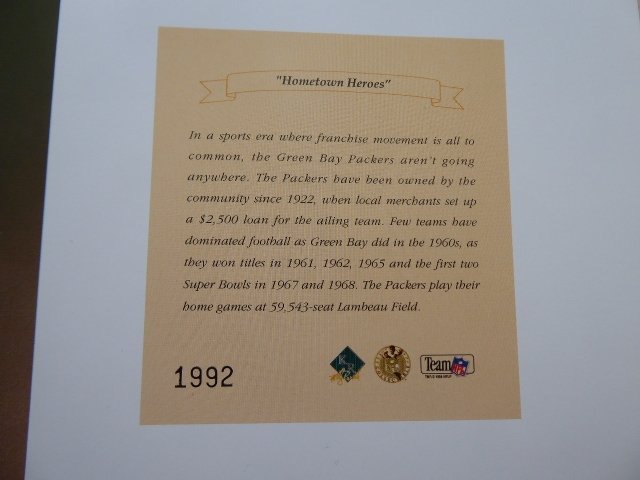 "Hometown Heroes"
In a sports era where franchise movement is all to
common, the Green Bay Packers aren't going
anywhere. The Packers have been owned by the
community since 1922, when local merchants set up
a $2,500 loan for the ailing team. Few teams have
dominated football as Green Bay did in the 1960s, as
they won titles in 1961, 1962, 1965 and the first two
Super Bowls in 1967 and 1968. The Packers play their
home games at 59,543-seat Lambeau Field.
1992
Team NFL